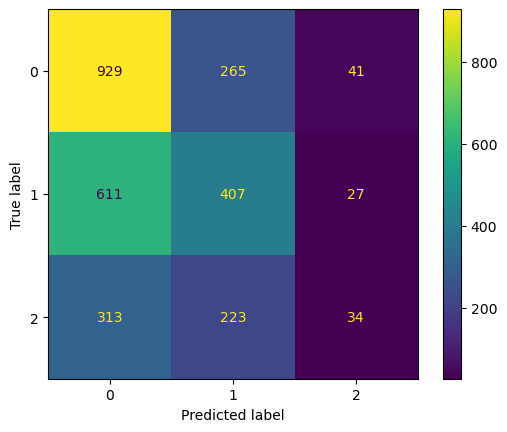 0 929 265 41
1 611 407 27
2 313 223 34
0 1 2
Predicted label
True label
800
600
400
200